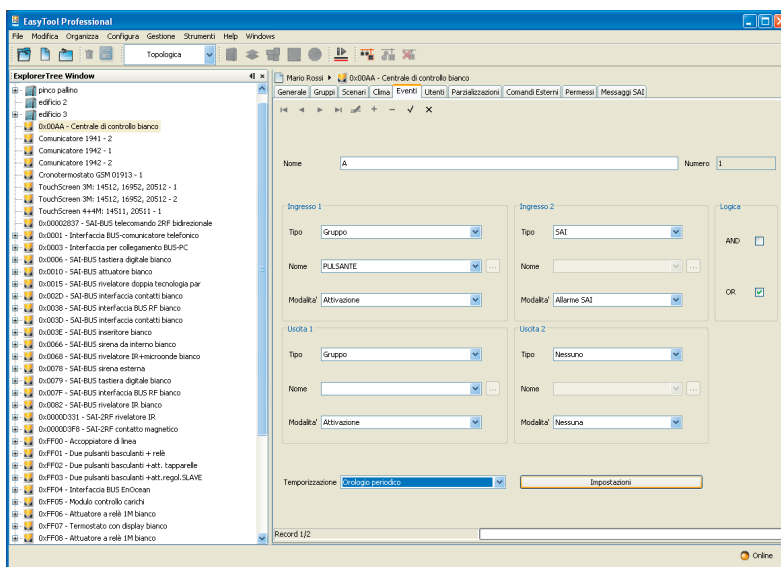 EasyTool Professional
File Modifica Organizza Configura Gestione Strumenti Help Windows
Topologica
ExplorerTree Window
pinco pallino
edificio 2
edificio 3
0x00AA - Centrale di controllo bianco
Comunicatore 1941 - 2
Comunicatore 1942 - 1
Comunicatore 1942 - 2
Cronotermostato GSM 01913 - 1
TouchScreen 3M: 14512, 16952, 20512 - 1
TouchScreen 3M: 14512, 16952, 20512 - 2
TouchScreen 4+4M: 14511, 20511 - 1
0x00002837 - SAI-BUS telecomando 2RF bidirezionale
0x0001 - Interfaccia BUS-comunicatore telefonico
0x0003 - Interfaccia per collegamento BUS-PC
0x0006 - SAI-BUS tastiera digitale bianco
0x0010 - SAI-BUS attuatore bianco
0x0015 - SAI-BUS rivelatore doppia tecnologia par
0x002D - SAI-BUS interfaccia contatti bianco
0x0038 - SAI-BUS interfaccia BUS RF bianco
0x003D - SAI-BUS interfaccia contatti bianco
0x003E - SAI-BUS inseritore bianco
0x0066 - SAI-BUS sirena da interno bianco
0x0068 - SAI-BUS rivelatore IR+microonde bianco
0x0078 - SAI-BUS sirena esterna
0x0079 - SAI-BUS tastiera digitale bianco
0x007F - SAI-BUS interfaccia BUS RF bianco
0x0082 - SAI-BUS rivelatore IR bianco
0x0000D331 - SAI-2RF rivelatore IR
0x0000D3F8 - SAI-2RF contatto magnetico
0xFF00 - Accoppiatore di linea
0xFF01 - Due pulsanti basculanti + relè
0xFF02 - Due pulsanti basculanti +att. tapparelle
0xFF03 - Due pulsanti basculanti +att.regol.SLAVE
0xFF04 - Interfaccia BUS EnOcean
0xFF05 - Modulo controllo carichi
0xFF06 - Attuatore a relè 1M bianco
0xFF07 - Termostato con display bianco
0xFF08 - Attuatore a relè 1M bianco
Mario Rossi 0x00AA - Centrale di controllo bianco
Generale Gruppi Scenari Clima Eventi Utenti Parzializzazioni Comandi Esterni Permessi Messaggi SAI
Nome A Numero 1
Ingresso 1
Tipo Gruppo
Nome PULSANTE ...
Modalita' Attivazione
Ingresso 2
Tipo SAI
Nome ...
Modalita' Allarme SAI
Logica
AND
OR
Uscita 1
Tipo Gruppo
Nome ...
Modalita' Attivazione
Uscita 2
Tipo Nessuno
Nome ...
Modalita' Nessuna
Temporizzazione Orologio periodico Impostazioni
Record 1/2
Online